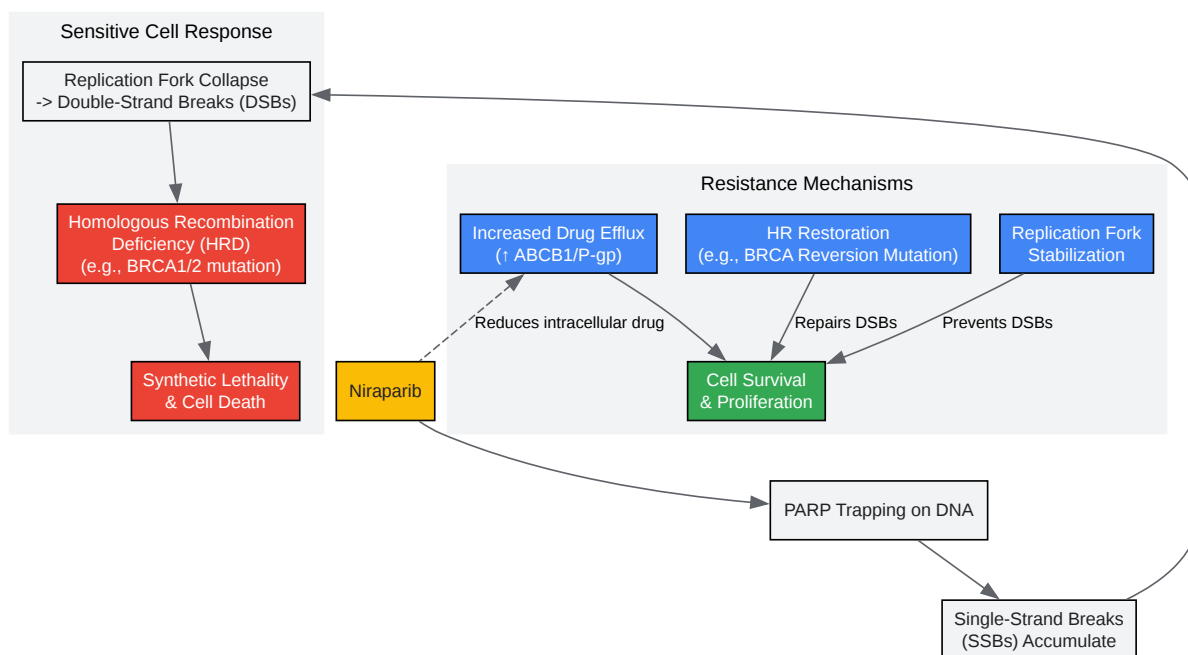 Sensitive Cell Response
Replication Fork Collapse
-> Double-Strand Breaks (DSBs)
Homologous Recombination
Deficiency (HRD)
(e.g., BRCA1/2 mutation)
Synthetic Lethality
& Cell Death
Resistance Mechanisms
Increased Drug Efflux
(↑ ABCB1/P-gp)
HR Restoration
(e.g., BRCA Reversion Mutation)
Replication Fork
Stabilization
Reduces intracellular drug
Repairs DSBs
Prevents DSBs
Niraparib
Cell Survival
& Proliferation
PARP Trapping on DNA
Single-Strand Breaks
(SSBs) Accumulate